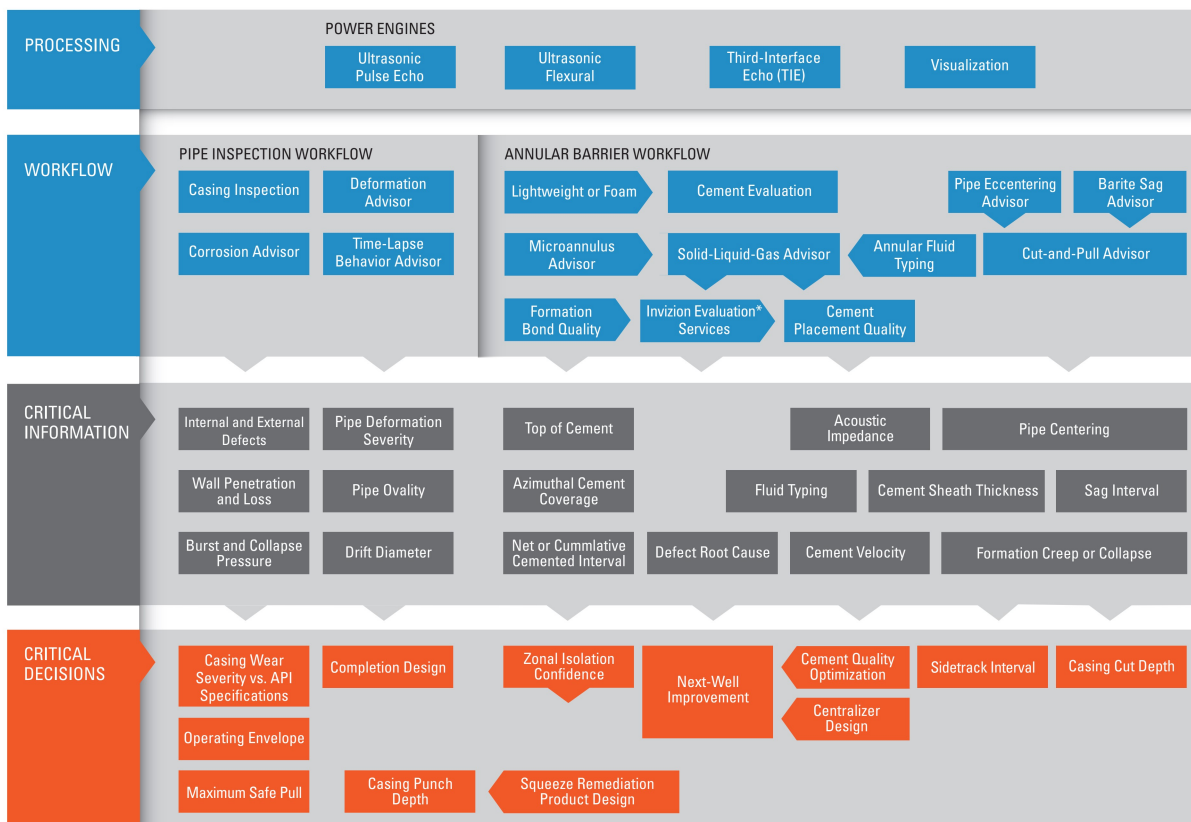 PROCESSING
POWER ENGINES
Ultrasonic
Pulse Echo
Ultrasonic
Flexural
Third-Interface
Echo (TIE)
Visualization
WORKFLOW
PIPE INSPECTION WORKFLOW
Casing Inspection
Deformation
Advisor
Corrosion Advisor
Time-Lapse
Behavior Advisor
ANNULAR BARRIER WORKFLOW
Lightweight or Foam
Cement Evaluation
Pipe Eccentering
Advisor
Barite Sag
Advisor
Microannulus
Advisor
Solid-Liquid-Gas Advisor
Annular Fluid
Typing
Cut-and-Pull Advisor
Formation
Bond Quality
Invizion Evaluation*
Services
Cement
Placement Quality
CRITICAL
INFORMATION
Internal and External
Defects
Pipe Deformation
Severity
Top of Cement
Acoustic
Impedance
Pipe Centering
Wall Penetration
and Loss
Pipe Ovality
Azimuthal Cement
Coverage
Fluid Typing
Cement Sheath Thickness
Sag Interval
Burst and Collapse
Pressure
Drift Diameter
Net or Cummlative
Cemented Interval
Defect Root Cause
Cement Velocity
Formation Creep or Collapse
CRITICAL
DECISIONS
Casing Wear
Severity vs. API
Specifications
Completion Design
Zonal Isolation
Confidence
Next-Well
Improvement
Cement Quality
Optimization
Sidetrack Interval
Casing Cut Depth
Operating Envelope
Centralizer
Design
Maximum Safe Pull
Casing Punch
Depth
Squeeze Remediation
Product Design